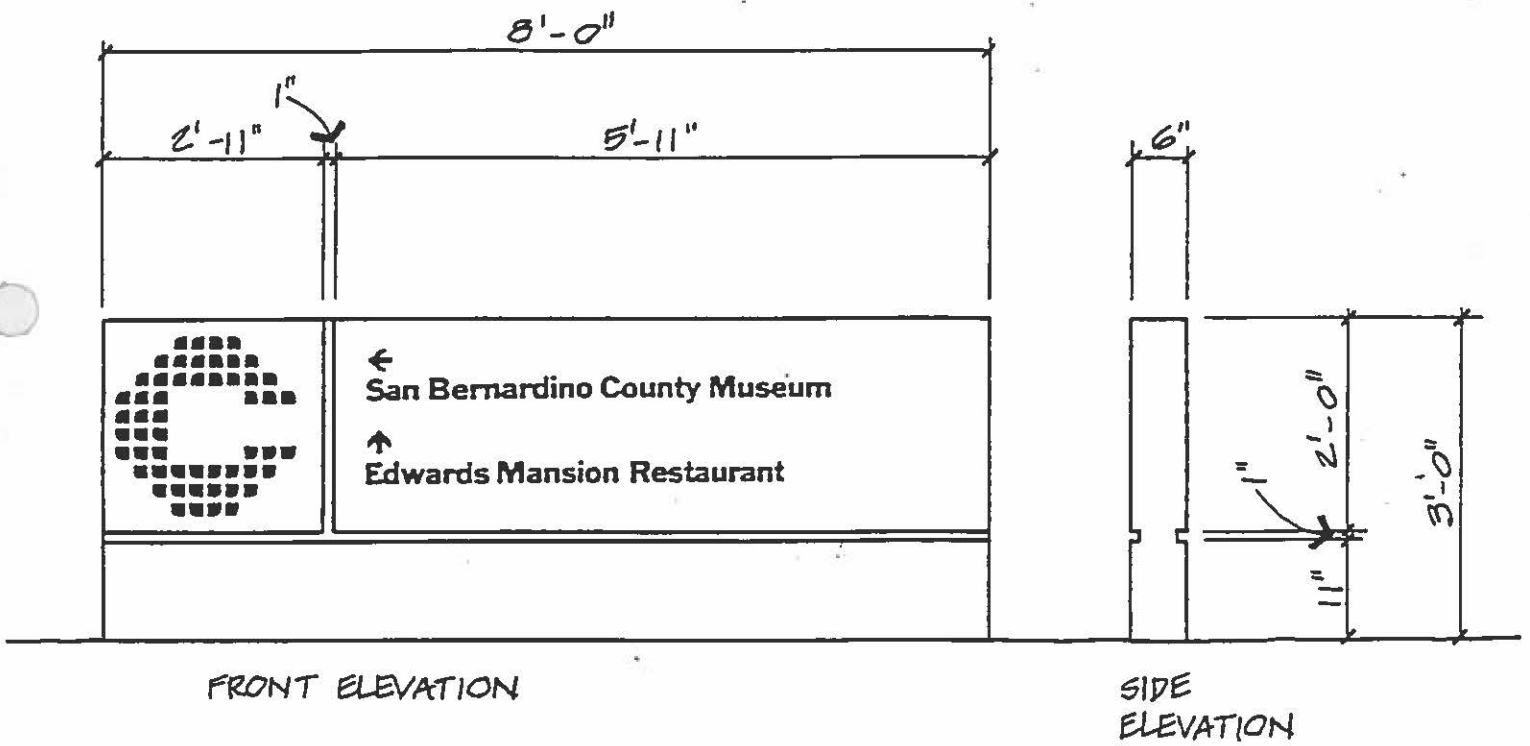 8'-0"
1"
2'-11"
5'-11"
6"
←
San Bernardino County Museum
↑
Edwards Mansion Restaurant
2'-0"
1"
3'-0"
11"
FRONT ELEVATION
SIDE
ELEVATION